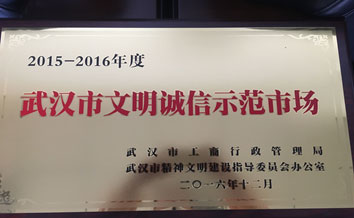 2015-2016年度
武汉市文明诚信示范市场
武汉市工商行政管理局
武汉市精神文明建设指导委员会办公室
二〇一六年十二月